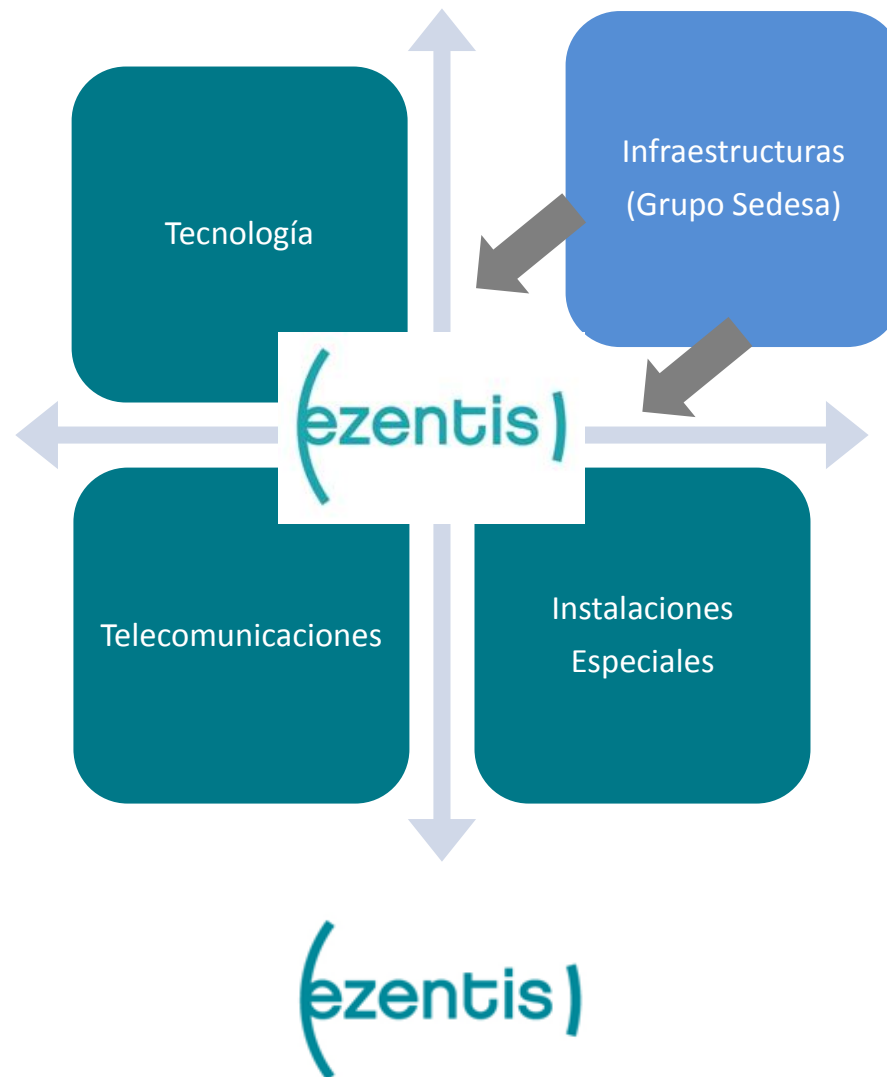 Infraestructuras
(Grupo Sedesa)
Tecnología
ezentis
Telecomunicaciones
Instalaciones
Especiales
ezentis